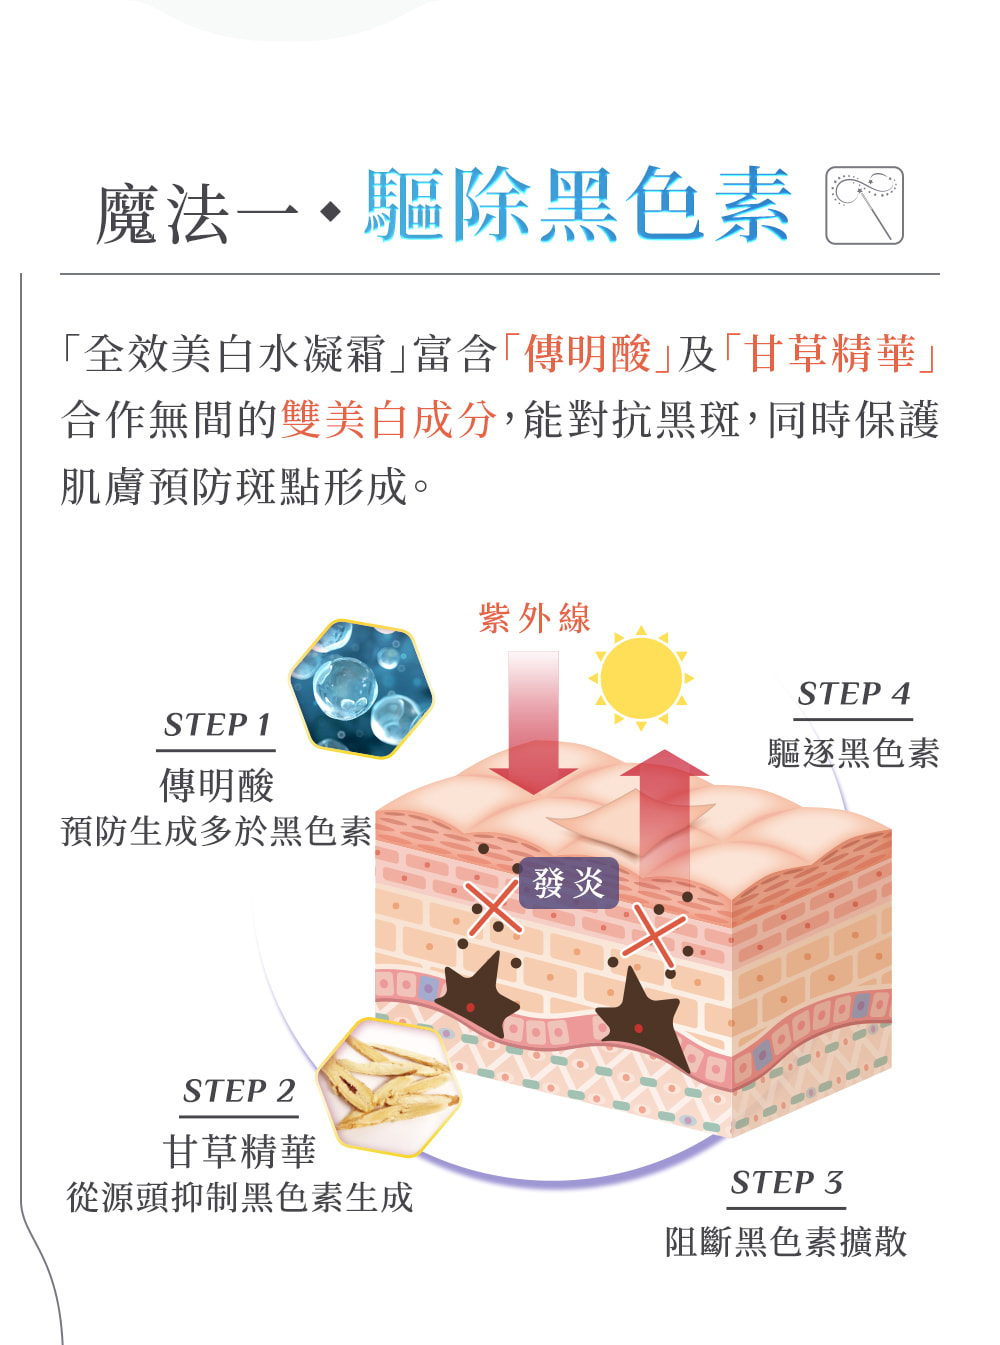 魔法一◆驅除黑色素
「全效美白水凝霜」富含「傳明酸」及「甘草精華」
合作無間的雙美白成分，能對抗黑斑，同時保護
肌膚預防斑點形成。
紫外線
STEP 1
傳明酸
預防生成多於黑色素
STEP 4
驅逐黑色素
發炎
STEP 2
甘草精華
從源頭抑制黑色素生成
STEP 3
阻斷黑色素擴散